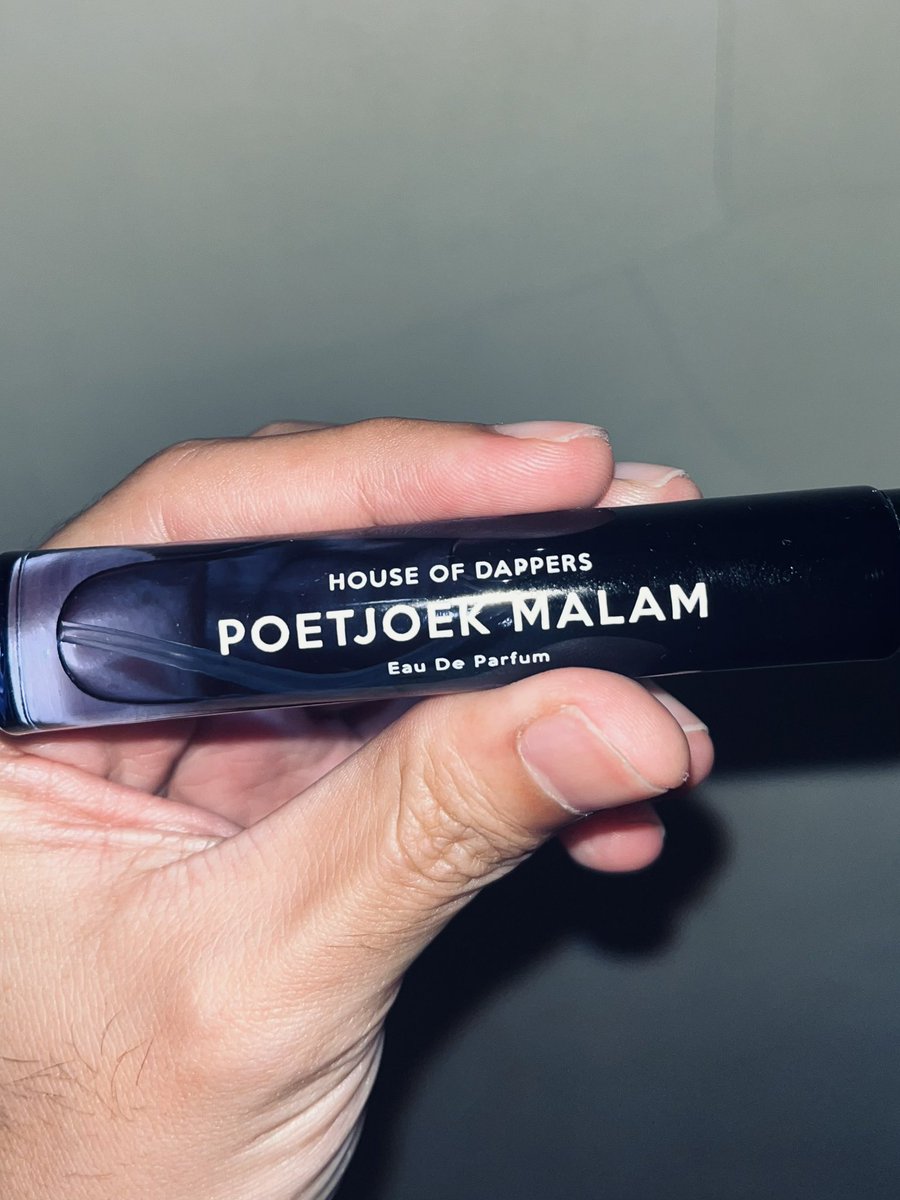 HOUSE OF DAPPERS
POETJOEK MALAM
Eau De Parfum